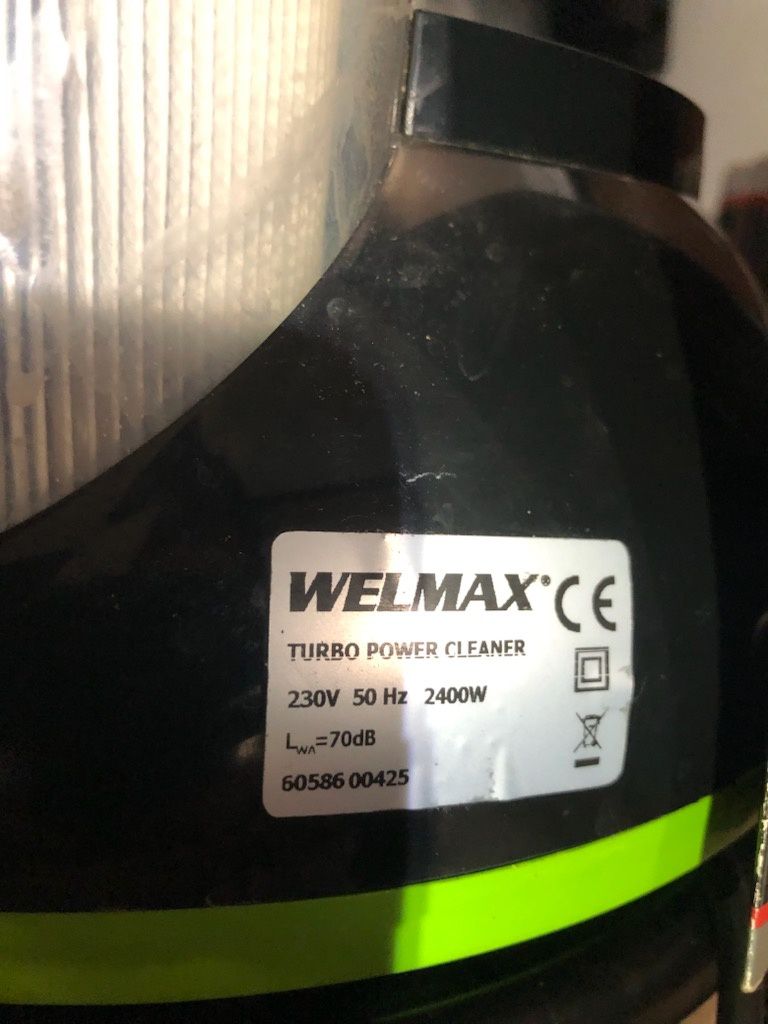 WELMAX® CE
TURBO POWER CLEANER
230V 50 Hz 2400W
LWA=70dB
60586 00425